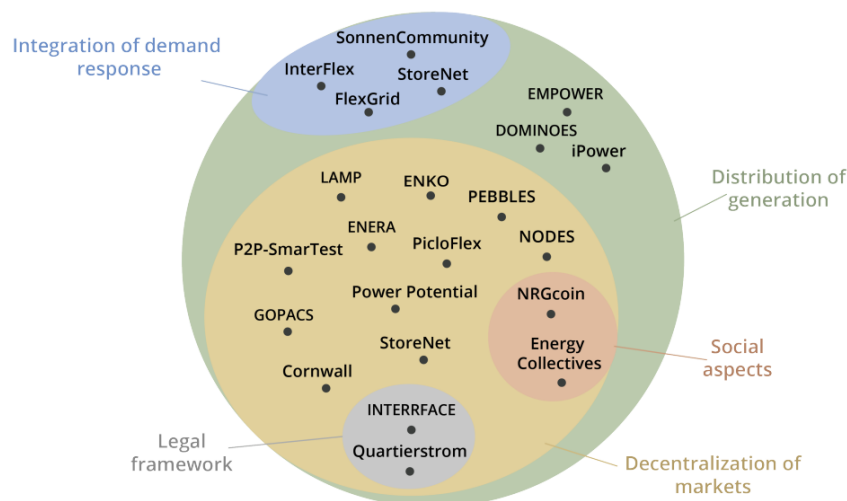 Integration of demand
response
SonnenCommunity
InterFlex
StoreNet
FlexGrid
EMPOWER
DOMINOES
iPower
Distribution of
generation
LAMP
ENKO
PEBBLES
ENERA
PicloFlex
NODES
P2P-SmarTest
Power Potential
NRGcoin
GOPACS
StoreNet
Energy
Collectives
Social
aspects
Cornwall
INTERRFACE
Quartierstrom
Legal
framework
Decentralization of
markets